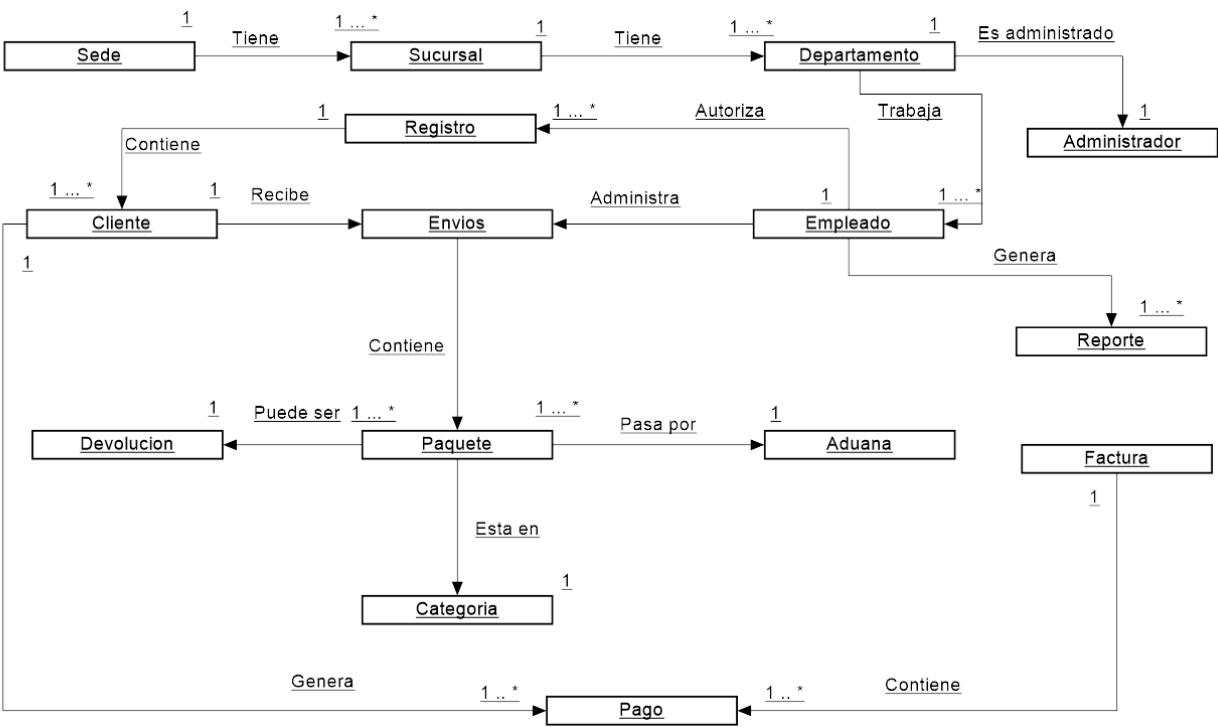 1 Tiene 1 ... * 1 Tiene 1 ... * 1 Es administrado
Sede Sucursal Departamento
1 Registro 1 ... * Autoriza Trabaja 1
Contiene Administrador
1 ... * 1 Recibe Administra 1 1 ... *
Cliente Envios Empleado
1 Genera
1 ... *
Contiene Reporte
1 Puede ser 1 ... * 1 ... * Pasa por 1
Devolucion Paquete Aduana Factura
1
Esta en
1
Categoria
Genera 1 .. * 1 .. * Contiene
Pago